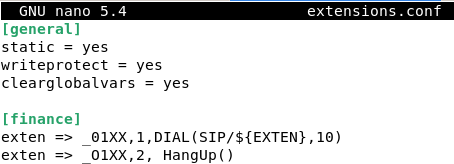 GNU nano 5.4 extensions.conf
[general]
static = yes
writeprotect = yes
clearglobalvars = yes
[finance]
exten => _01XX,1,DIAL(SIP/${EXTEN},10)
exten => _O1XX,2, HangUp()